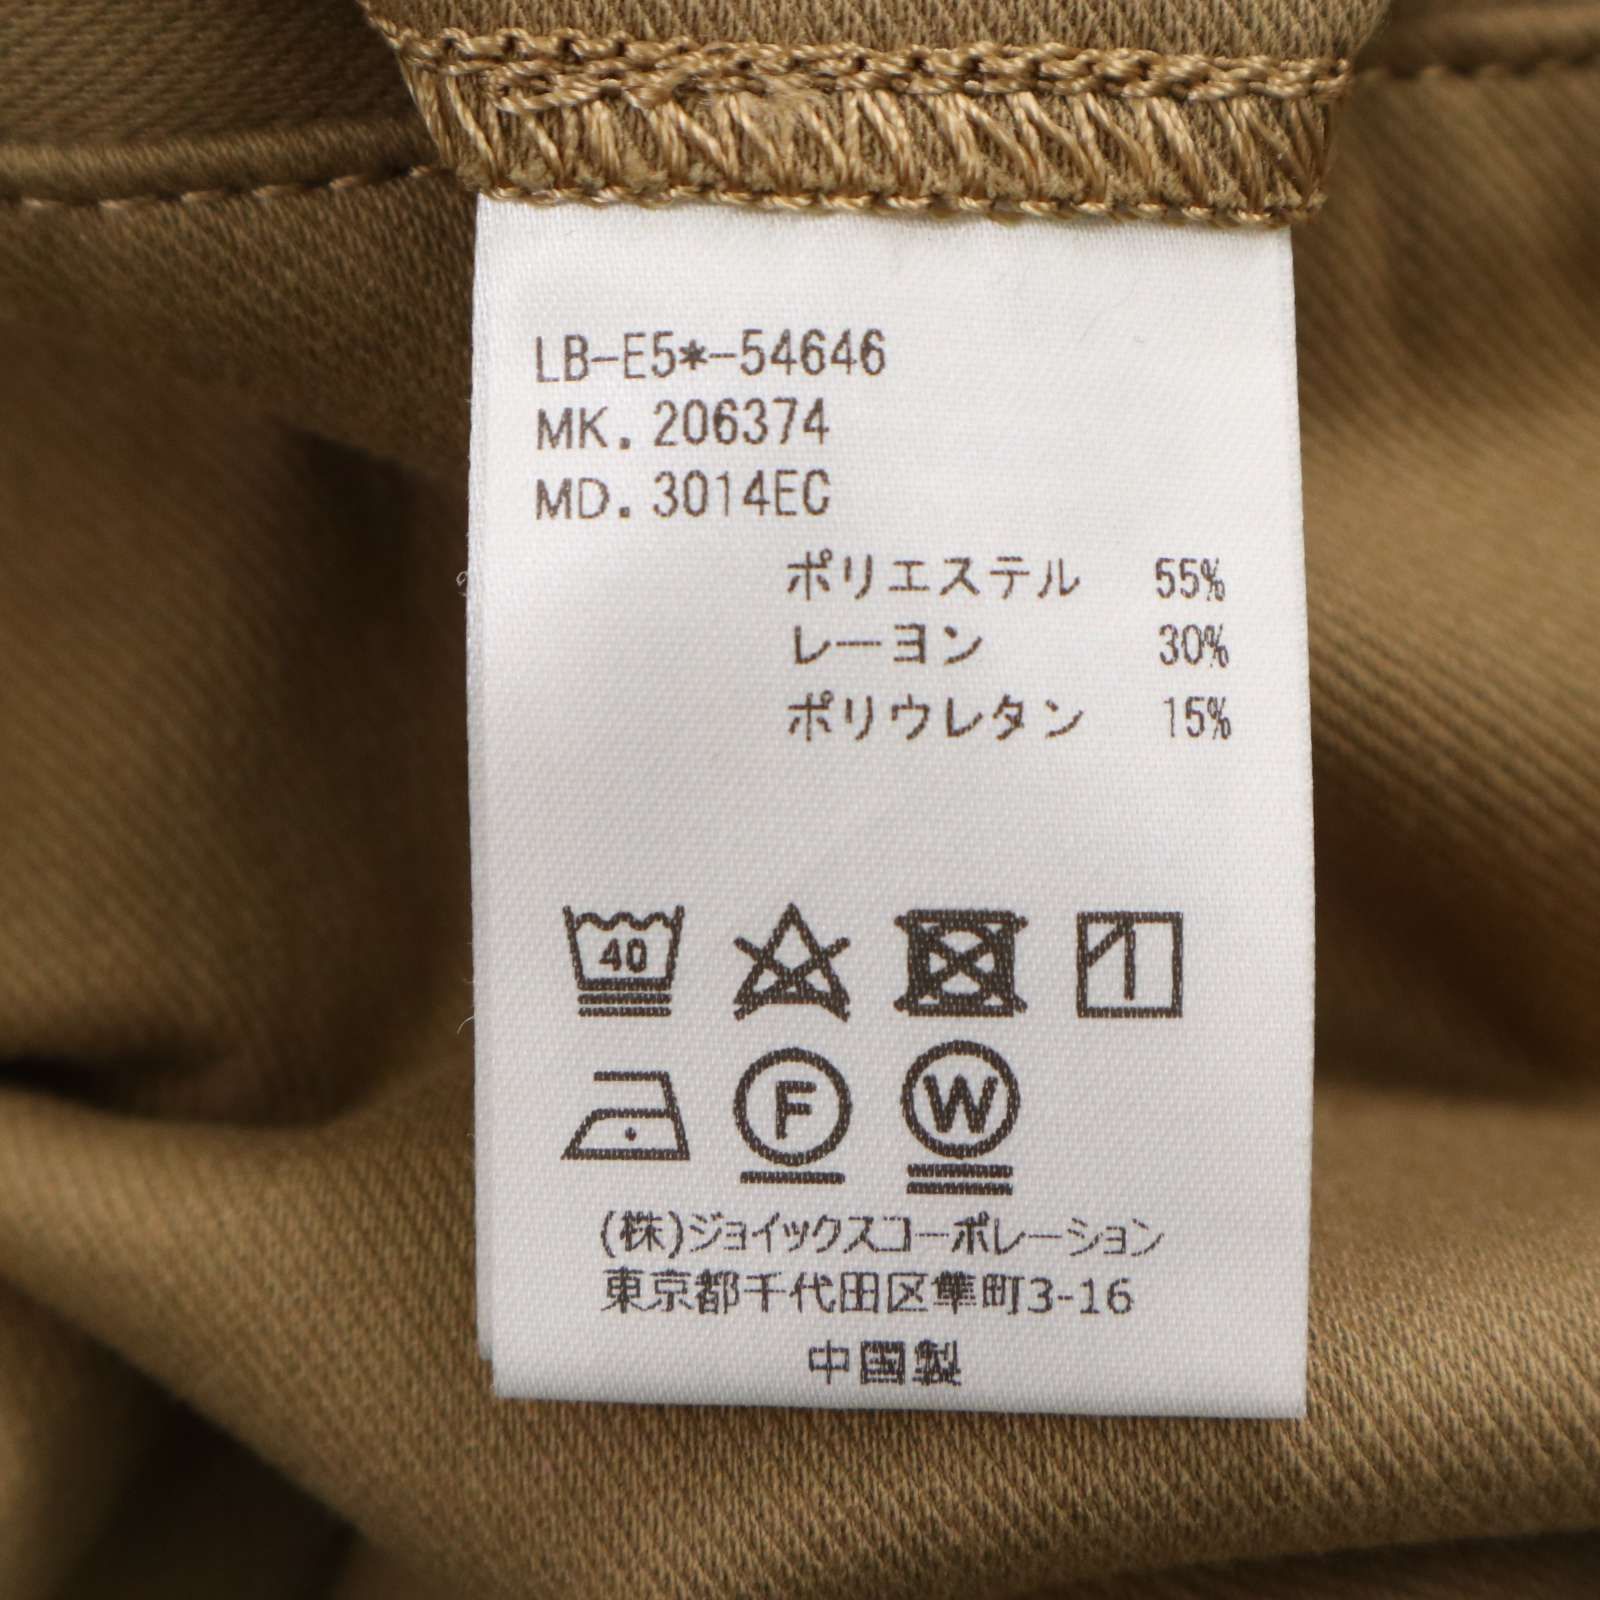 LB-E5*-54646
MK. 206374
MD. 3014EC
ポリエステル 55%
レーヨン 30%
ポリウレタン 15%
40
F W
(株)ジョイックスコーポレーション
東京都千代田区隼町3-16
中国製